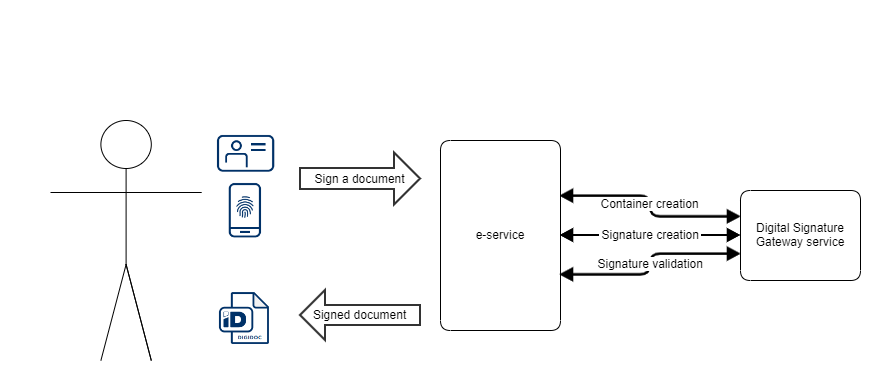 Sign a document
Container creation
e-service
Signature creation
Digital Signature
Gateway service
Signature validation
iD
DIGIDOC
Signed document